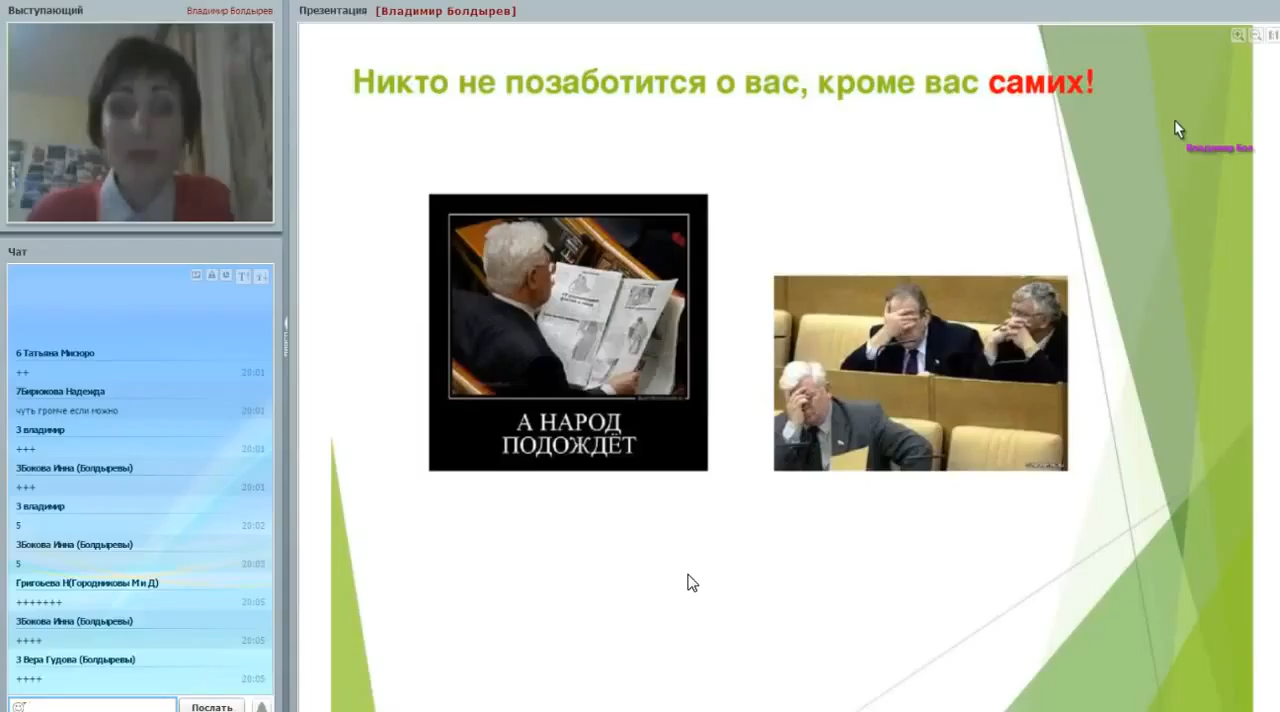 Выступающий
Владимир Болдырев
Презентация [Владимир Болдырев]
Никто не позаботится о вас, кроме вас самих!
Владимир Бол
А НАРОД
ПОДОЖДЁТ
Чат
6 Татьяна Мисюро
++ 20:01
7Бирюкова Надежда
чуть громче если можно 20:01
3 владимир
+++ 20:01
3Бокова Инна (Болдыревы)
+++ 20:01
3 владимир
5 20:02
3Бокова Инна (Болдыревы)
5 20:03
Григоьева Н(Городниковы М и Д)
+++++++ 20:05
3Бокова Инна (Болдыревы)
++++ 20:05
3 Вера Гудова (Болдыревы)
++++ 20:05
Послать